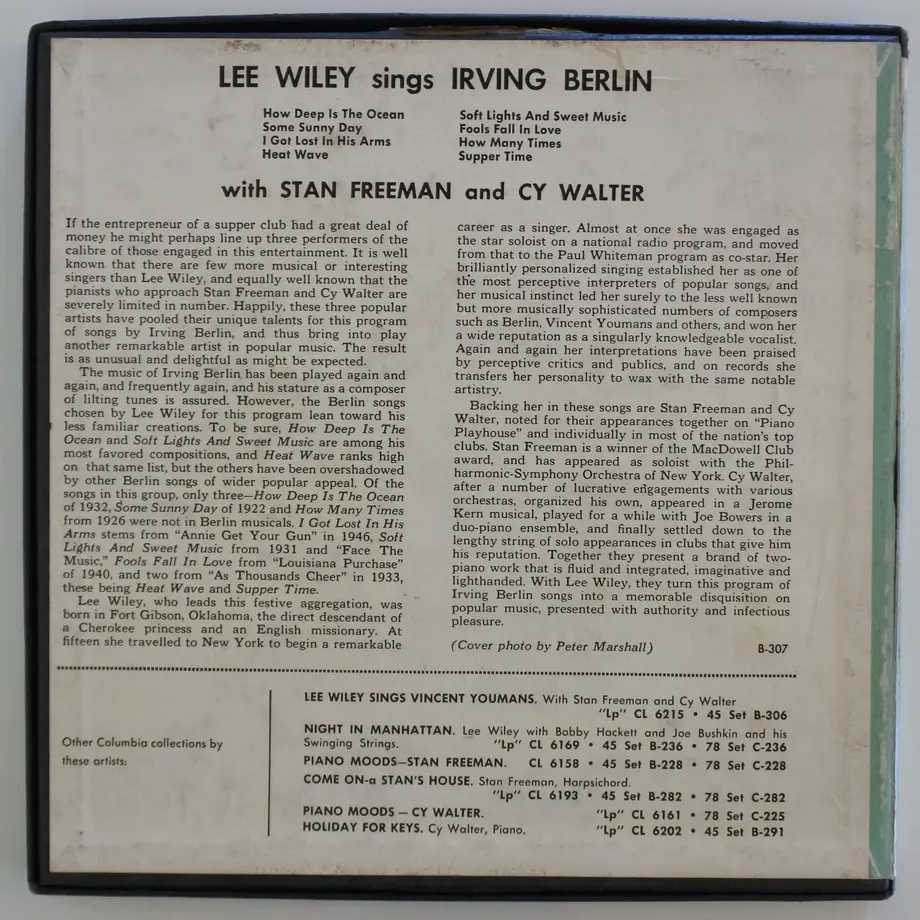 LEE WILEY sings IRVING BERLIN
How Deep Is The Ocean
Some Sunny Day
I Got Lost In His Arms
Heat Wave
Soft Lights And Sweet Music
Fools Fall In Love
How Many Times
Supper Time
with STAN FREEMAN and CY WALTER
If the entrepreneur of a supper club had a great deal of
money he might perhaps line up three performers of the
calibre of those engaged in this entertainment. It is well
known that there are few more musical or interesting
singers than Lee Wiley, and equally well known that the
pianists who approach Stan Freeman and Cy Walter are
severely limited in number. Happily, these three popular
artists have pooled their unique talents for this program
of songs by Irving Berlin, and thus bring into play
another remarkable artist in popular music. The result
is as unusual and delightful as might be expected.
The music of Irving Berlin has been played again and
again, and frequently again, and his stature as a composer
of lilting tunes is assured. However, the Berlin songs
chosen by Lee Wiley for this program lean toward his
less familiar creations. To be sure, How Deep Is The
Ocean and Soft Lights And Sweet Music are among his
most favored compositions, and Heat Wave ranks high
on that same list, but the others have been overshadowed
by other Berlin songs of wider popular appeal. Of the
songs in this group, only three—How Deep Is The Ocean
of 1932, Some Sunny Day of 1922 and How Many Times
from 1926 were not in Berlin musicals. I Got Lost In His
Arms stems from "Annie Get Your Gun" in 1946, Soft
Lights And Sweet Music from 1931 and "Face The
Music," Fools Fall In Love from "Louisiana Purchase"
of 1940, and two from "As Thousands Cheer" in 1933,
these being Heat Wave and Supper Time.
Lee Wiley, who leads this festive aggregation, was
born in Fort Gibson, Oklahoma, the direct descendant of
a Cherokee princess and an English missionary. At
fifteen she travelled to New York to begin a remarkable
career as a singer. Almost at once she was engaged as
the star soloist on a national radio program, and moved
from that to the Paul Whiteman program as co-star. Her
brilliantly personalized singing established her as one of
the most perceptive interpreters of popular songs, and
her musical instinct led her surely to the less well known
but more musically sophisticated numbers of composers
such as Berlin, Vincent Youmans and others, and won her
a wide reputation as a singularly knowledgeable vocalist.
Again and again her interpretations have been praised
by perceptive critics and publics, and on records she
transfers her personality to wax with the same notable
artistry.
Backing her in these songs are Stan Freeman and Cy
Walter, noted for their appearances together on "Piano
Playhouse" and individually in most of the nation's top
clubs. Stan Freeman is a winner of the MacDowell Club
award, and has appeared as soloist with the Phil-
harmonic-Symphony Orchestra of New York. Cy Walter,
after a number of lucrative engagements with various
orchestras, organized his own, appeared in a Jerome
Kern musical, played for a while with Joe Bowers in a
duo-piano ensemble, and finally settled down to the
lengthy string of solo appearances in clubs that give him
his reputation. Together they present a brand of two-
piano work that is fluid and integrated, imaginative and
lighthanded. With Lee Wiley, they turn this program of
Irving Berlin songs into a memorable disquisition on
popular music, presented with authority and infectious
pleasure.
(Cover photo by Peter Marshall) B-307
Other Columbia collections by
these artists:
LEE WILEY SINGS VINCENT YOUMANS. With Stan Freeman and Cy Walter
"Lp" CL 6215 • 45 Set B-306
NIGHT IN MANHATTAN. Lee Wiley with Bobby Hackett and Joe Bushkin and his
Swinging Strings. "Lp" CL 6169 • 45 Set B-236 • 78 Set C-236
PIANO MOODS—STAN FREEMAN. CL 6158 • 45 Set B-228 • 78 Set C-228
COME ON-a STAN'S HOUSE. Stan Freeman, Harpsichord.
"Lp" CL 6193 • 45 Set B-282 • 78 Set C-282
PIANO MOODS — CY WALTER. "Lp" CL 6161 • 78 Set C-225
HOLIDAY FOR KEYS. Cy Walter, Piano. "Lp" CL 6202 • 45 Set B-291